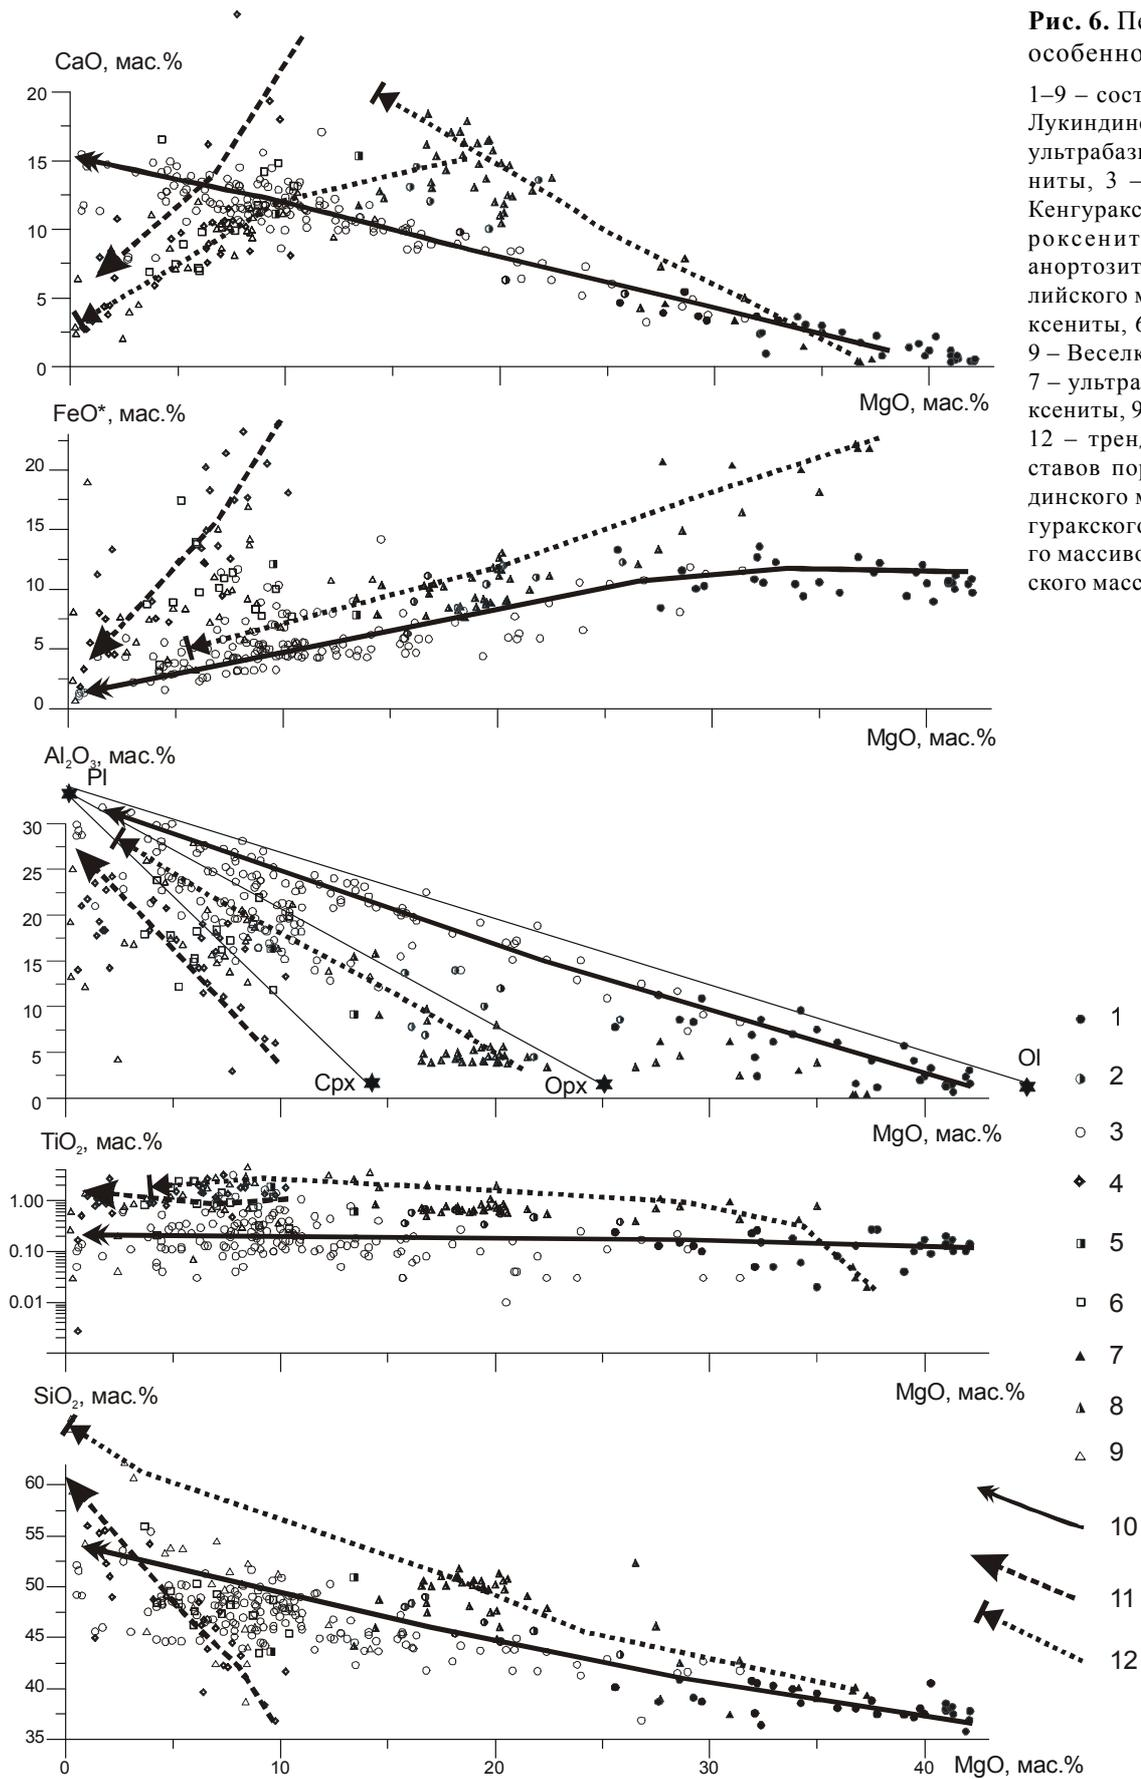 CaO, мас.%
20
15
10
5
0
MgO, мас.%
FeO*, мас.%
20
15
10
5
0
MgO, мас.%
Al₂O₃, мас.%
Pl
30
25
20
15
10
5
0
Cpx
Opx
Ol
MgO, мас.%
TiO₂, мас.%
1.00
0.10
0.01
MgO, мас.%
SiO₂, мас.%
60
55
50
45
40
35
0
10
20
30
40
MgO, мас.%
1
2
3
4
5
6
7
8
9
10
11
12
Рис. 6.
особенно
1–9 – сост
Лукиндинс
ультрабази
ниты, 3 –
Кенгуракс
роксенит
анортозит
лийского м
ксениты, 6
9 – Веселк
7 – ультра
ксениты, 9
12 – тренд
ставов пор
динского м
гуракского
го массиво
ского масс